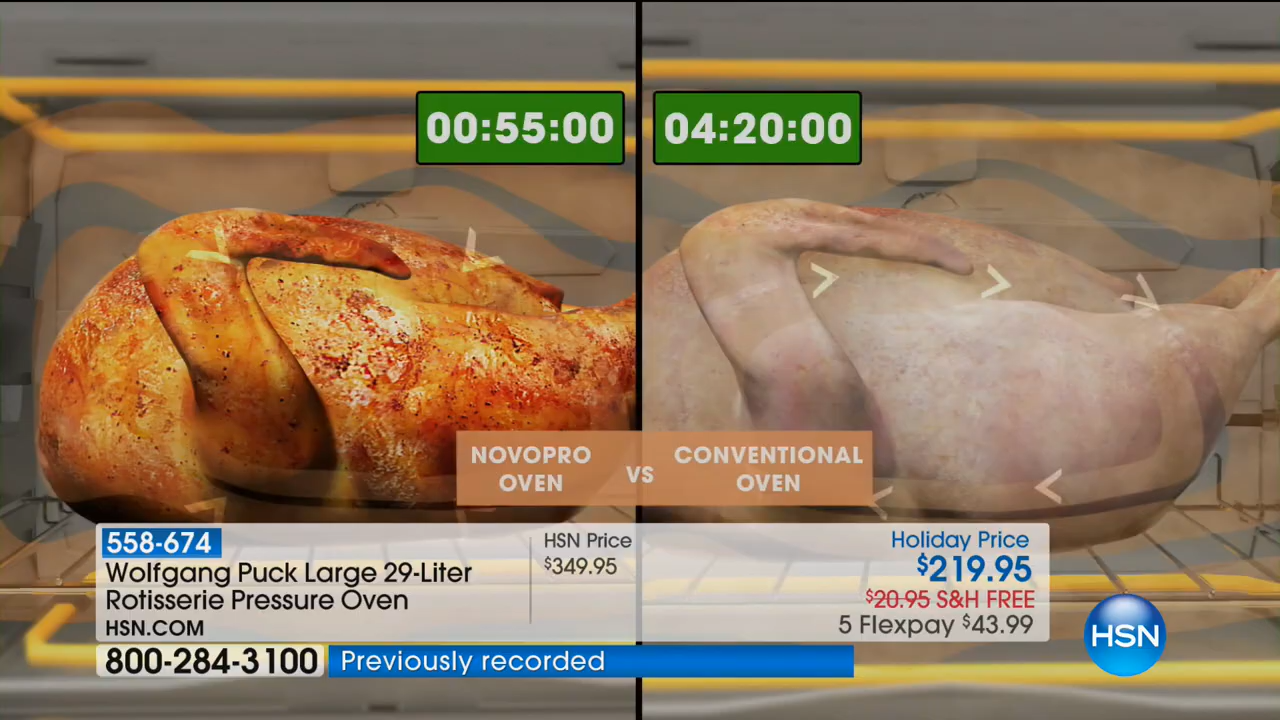 00:55:00
04:20:00
NOVOPRO
OVEN
VS
CONVENTIONAL
OVEN
558-674
Wolfgang Puck Large 29-Liter
Rotisserie Pressure Oven
HSN.COM
HSN Price
$349.95
Holiday Price
$219.95
$20.95 S&H FREE
5 Flexpay $43.99
HSN
800-284-3100
Previously recorded